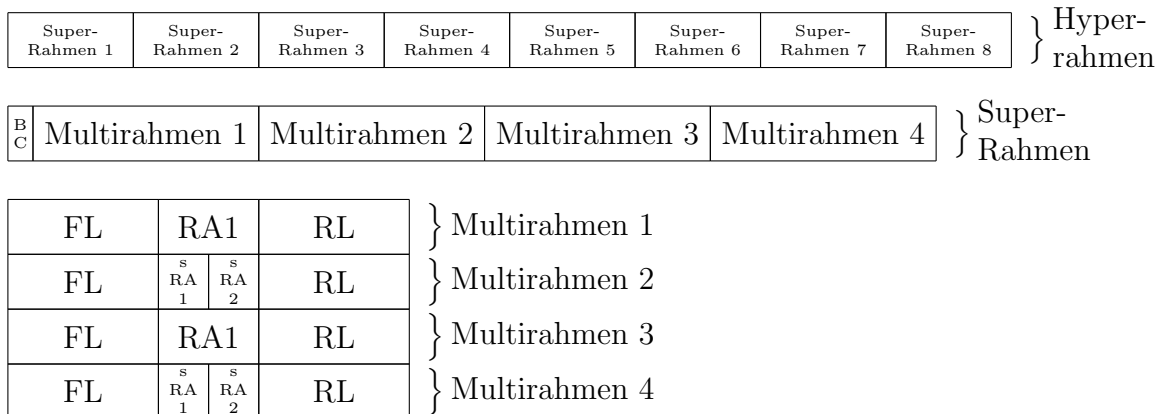 Super- Super- Super- Super- Super- Super- Super- Super- Hyper-
Rahmen 1 Rahmen 2 Rahmen 3 Rahmen 4 Rahmen 5 Rahmen 6 Rahmen 7 Rahmen 8 rahmen
B Multirahmen 1 Multirahmen 2 Multirahmen 3 Multirahmen 4 Super-
C Rahmen
FL RA1 RL Multirahmen 1
s s
FL RA RA RL Multirahmen 2
1 2
FL RA1 RL Multirahmen 3
s s
FL RA RA RL Multirahmen 4
1 2